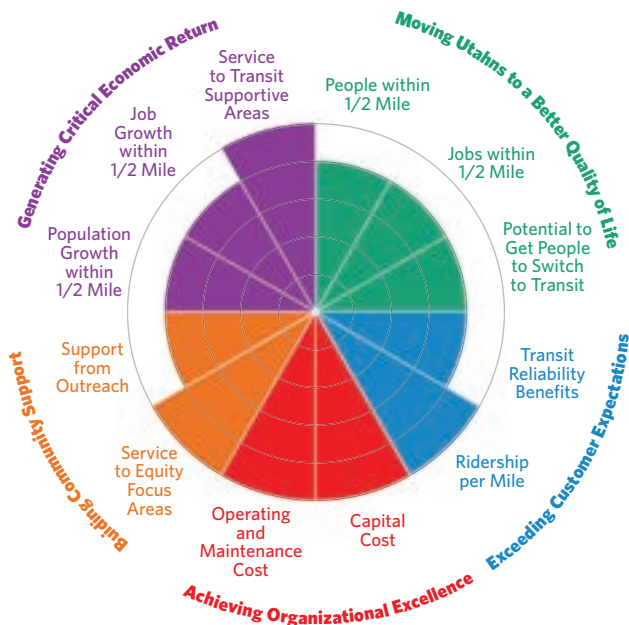 Generating Critical Economic Return
Moving Utahns to a Better Quality of Life
Service
to Transit
Supportive
Areas
People within
1/2 Mile
Job
Growth
within
1/2 Mile
Jobs within
1/2 Mile
Population
Growth
within
1/2 Mile
Potential to
Get People
to Switch
to Transit
Support
from
Outreach
Transit
Reliability
Benefits
Service
to Equity
Focus
Areas
Ridership
per Mile
Operating
and
Maintenance
Cost
Capital
Cost
Building Community Support
Exceeding Customer Expectations
Achieving Organizational Excellence